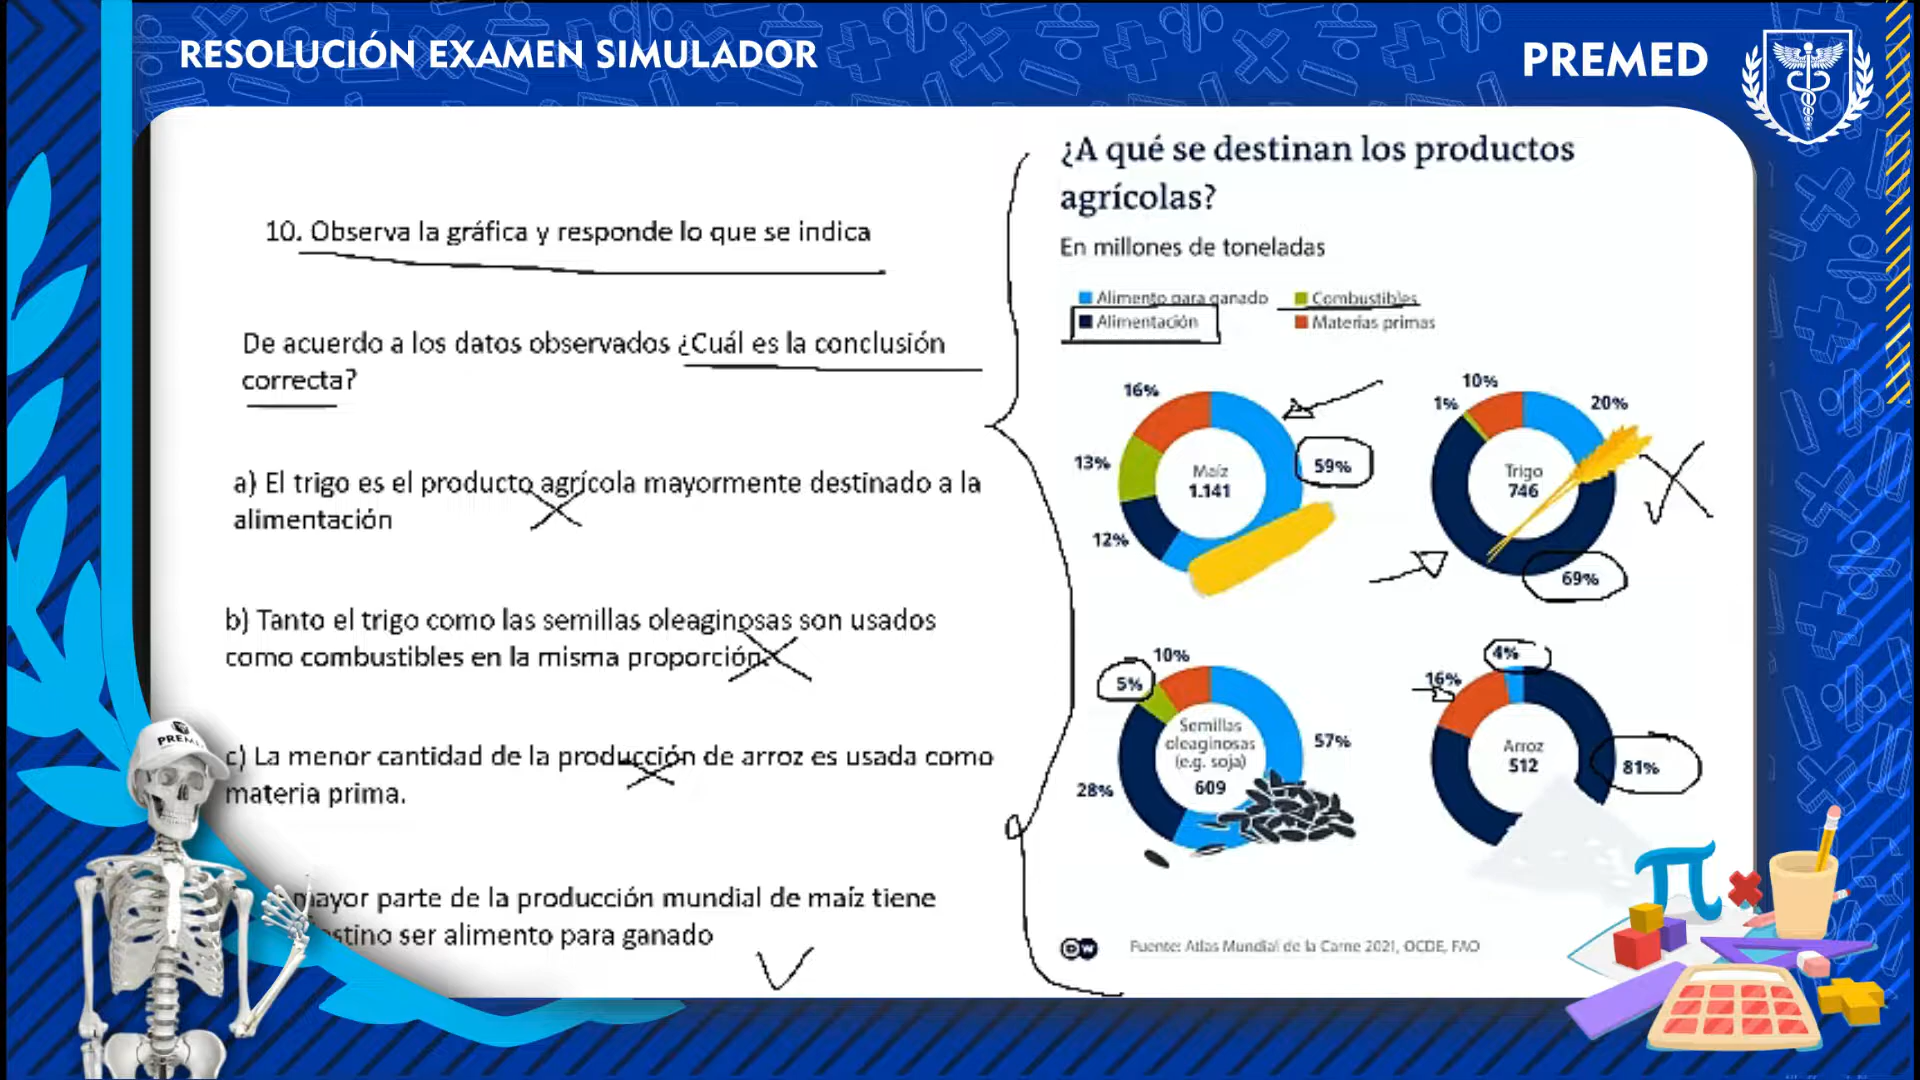 RESOLUCIÓN EXAMEN SIMULADOR
PREMED
10. Observa la gráfica y responde lo que se indica
De acuerdo a los datos observados ¿Cuál es la conclusión
correcta?
a) El trigo es el producto agrícola mayormente destinado a la
alimentación
b) Tanto el trigo como las semillas oleaginosas son usados
como combustibles en la misma proporción.
c) La menor cantidad de la producción de arroz es usada como
materia prima.
mayor parte de la producción mundial de maíz tiene
stino ser alimento para ganado
¿A qué se destinan los productos
agrícolas?
En millones de toneladas
Alimento para ganado
Combustibles
Alimentación
Materias primas
16%
13%
12%
59%
Maíz
1.141
10%
1%
20%
69%
Trigo
746
10%
5%
28%
57%
Semillas
oleaginosas
(e.g. soja)
609
4%
16%
81%
Arroz
512
DW
Fuente: Atlas Mundial de la Carne 2021, OCDE, FAO
PREM